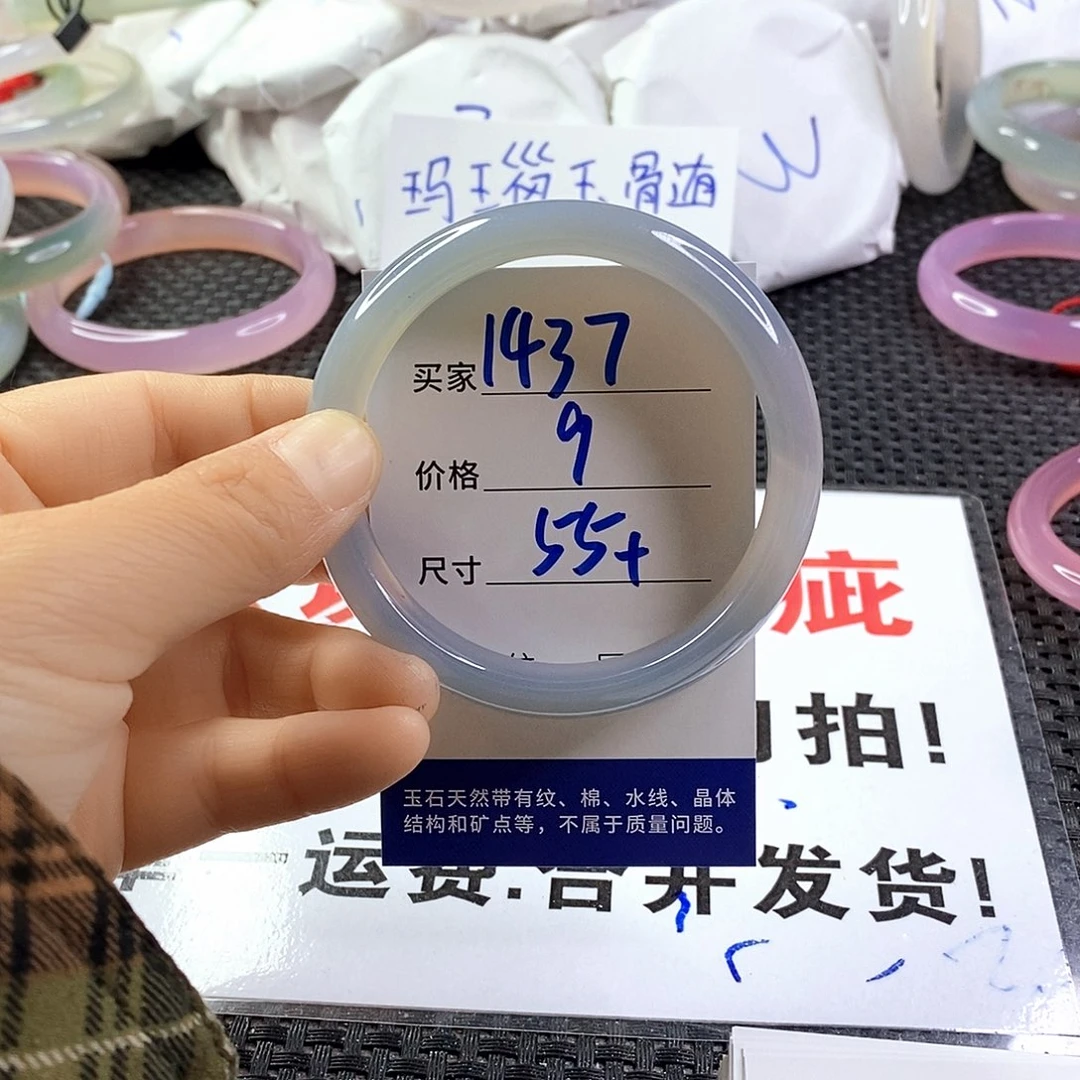 玛瑙玉骨髓
买家 1437
价格 9
尺寸 55+
玉石天然带有纹、棉、水线、晶体
结构和矿点等，不属于质量问题。
疵
拍！
运费.合并发货！